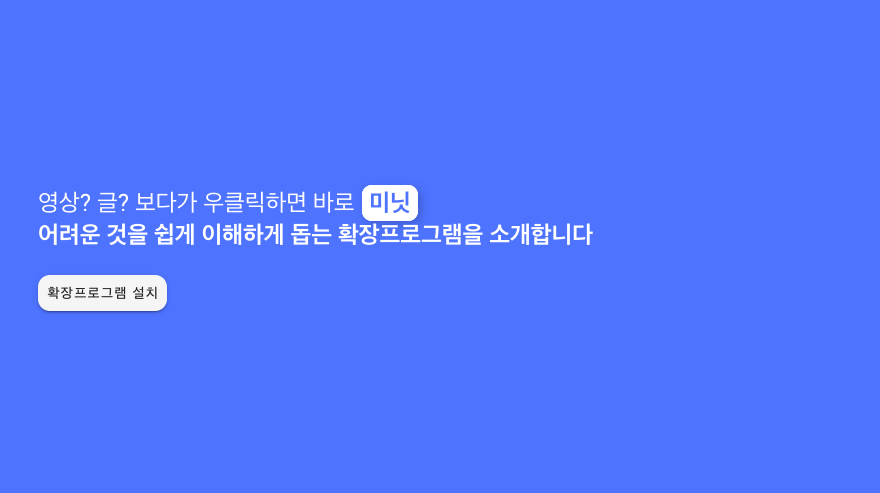 영상? 글? 보다가 우클릭하면 바로 미닛
어려운 것을 쉽게 이해하게 돕는 확장프로그램을 소개합니다
확장프로그램 설치